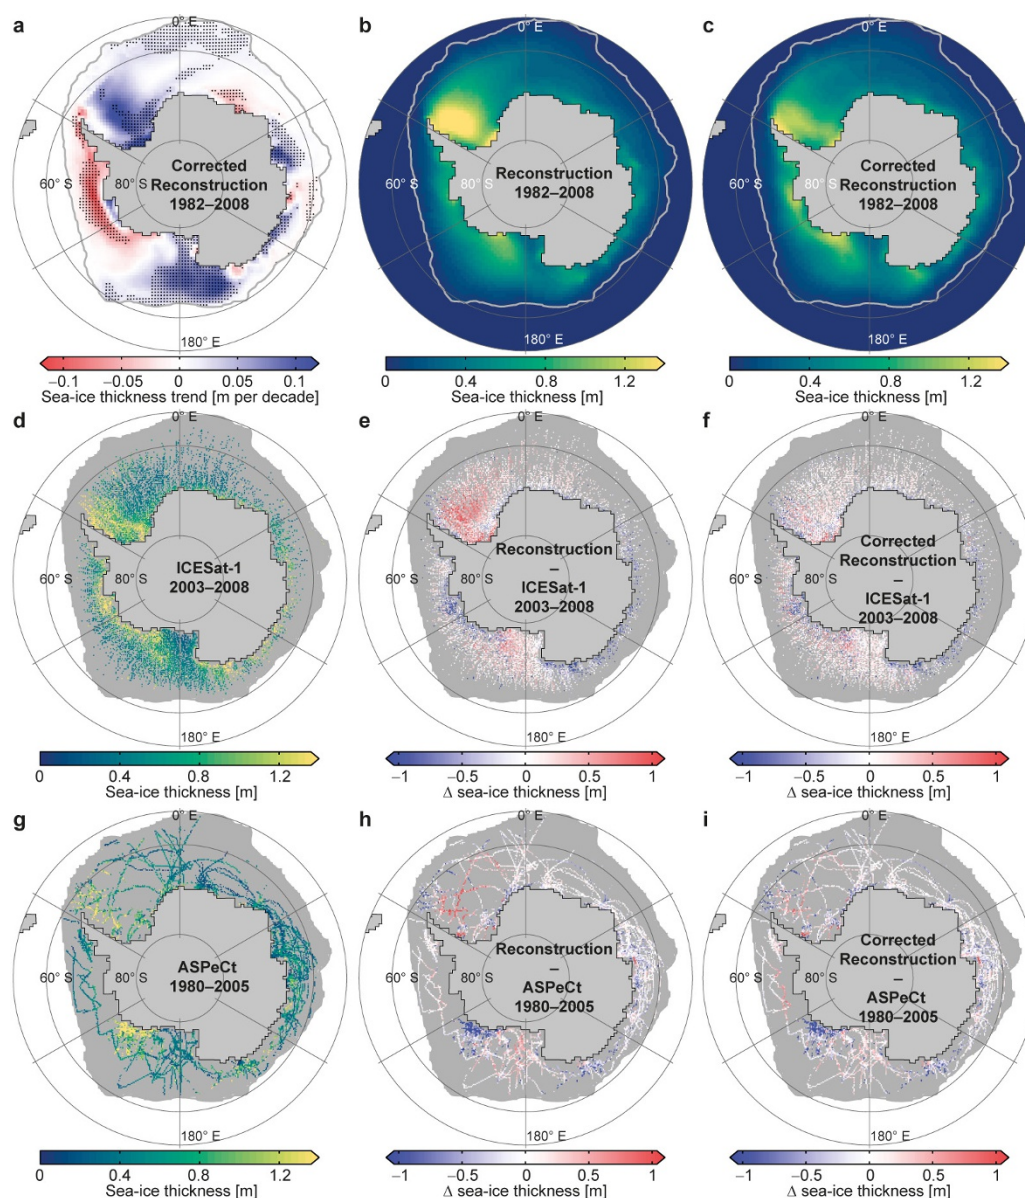 a
0° E
60° S
80° S
Corrected
Reconstruction
1982–2008
180° E
−0.1 −0.05 0 0.05 0.1
Sea-ice thickness trend [m per decade]
b
0° E
60° S
80° S
Reconstruction
1982–2008
180° E
0 0.4 0.8 1.2
Sea-ice thickness [m]
c
0° E
60° S
80° S
Corrected
Reconstruction
1982–2008
180° E
0 0.4 0.8 1.2
Sea-ice thickness [m]
d
0° E
60° S
80° S
ICESat-1
2003–2008
180° E
0 0.4 0.8 1.2
Sea-ice thickness [m]
e
0° E
60° S
80° S
Reconstruction
–
ICESat-1
2003–2008
180° E
−1 −0.5 0 0.5 1
Δ sea-ice thickness [m]
f
0° E
60° S
80° S
Corrected
Reconstruction
–
ICESat-1
2003–2008
180° E
−1 −0.5 0 0.5 1
Δ sea-ice thickness [m]
g
0° E
60° S
80° S
ASPeCt
1980–2005
180° E
0 0.4 0.8 1.2
Sea-ice thickness [m]
h
0° E
60° S
80° S
Reconstruction
–
ASPeCt
1980–2005
180° E
−1 −0.5 0 0.5 1
Δ sea-ice thickness [m]
i
0° E
60° S
80° S
Corrected
Reconstruction
–
ASPeCt
1980–2005
180° E
−1 −0.5 0 0.5 1
Δ sea-ice thickness [m]